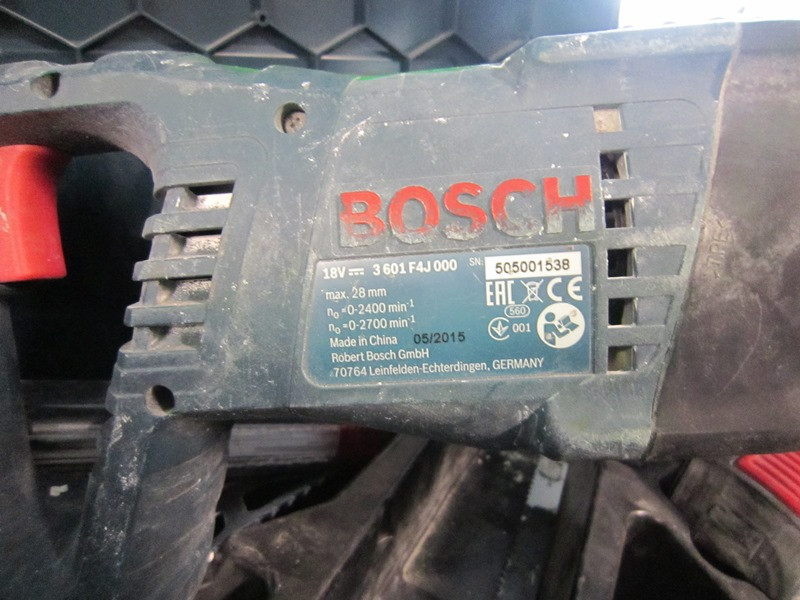 BOSCH
18V ⎓ 3 601 F4J 000 SN: 505001538
max. 28 mm
n₀=0-2400 min⁻¹
n₀=0-2700 min⁻¹
Made in China 05/2015
Robert Bosch GmbH
70764 Leinfelden-Echterdingen, GERMANY
EAC CE
560
001